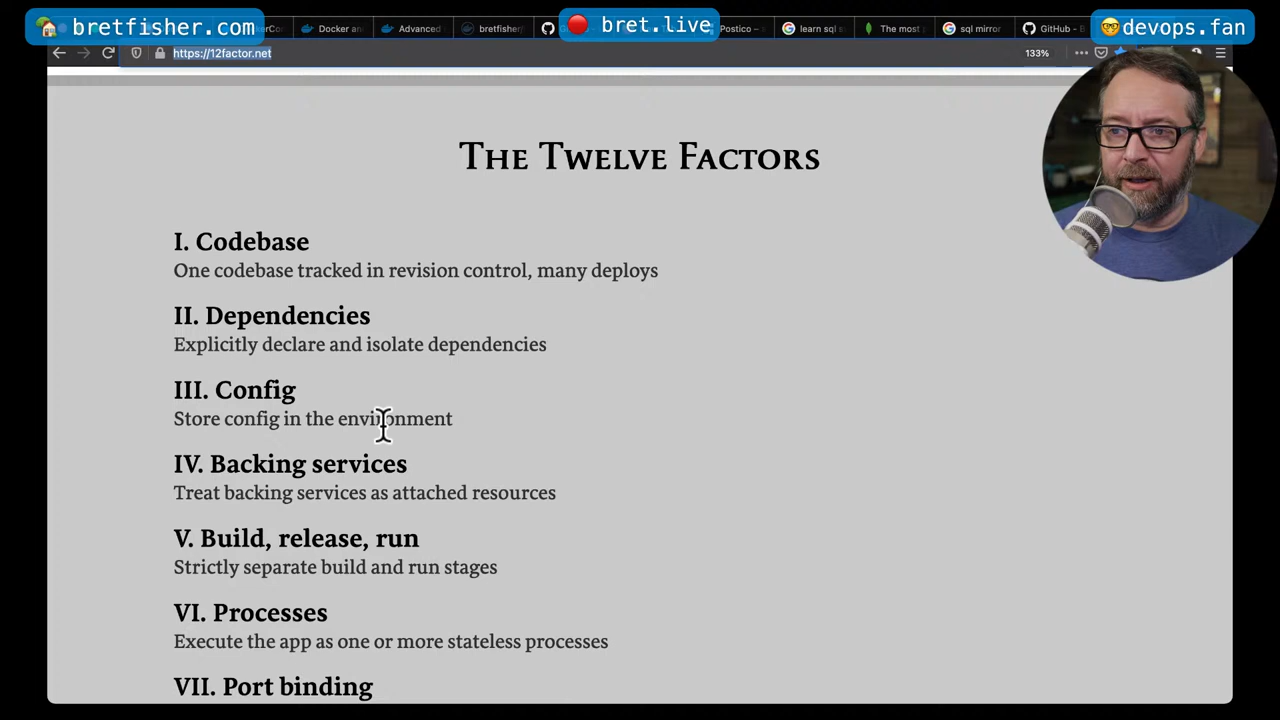 bretfisher.com
bret.live
devops.fan
Docker and
Advanced
bretfisher/
Postico –
learn sql
The most
sql mirror
GitHub - B
https://12factor.net
133%
The Twelve Factors
I. Codebase
One codebase tracked in revision control, many deploys
II. Dependencies
Explicitly declare and isolate dependencies
III. Config
Store config in the environment
IV. Backing services
Treat backing services as attached resources
V. Build, release, run
Strictly separate build and run stages
VI. Processes
Execute the app as one or more stateless processes
VII. Port binding